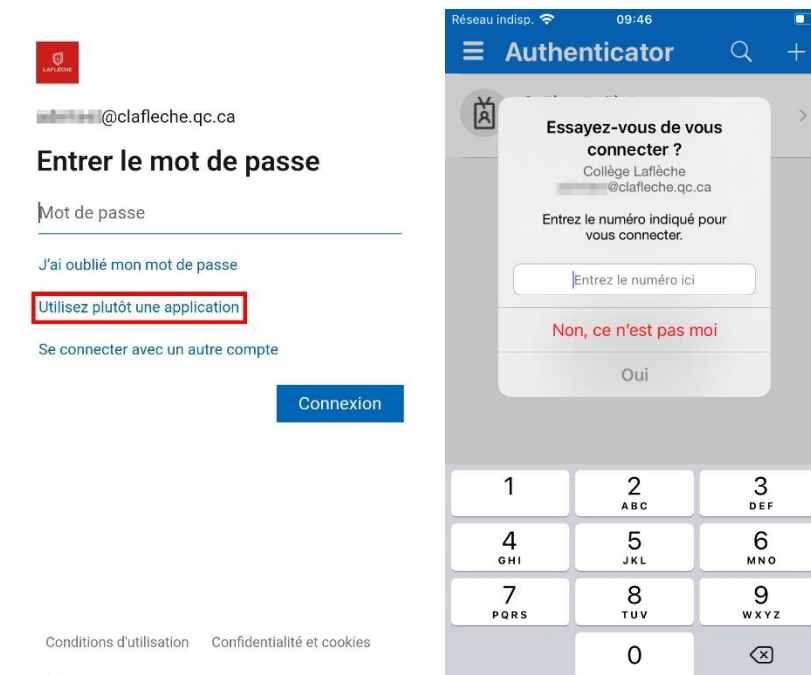 LAFLÈCHE
@clafleche.qc.ca
Entrer le mot de passe
Mot de passe
J'ai oublié mon mot de passe
Utilisez plutôt une application
Se connecter avec un autre compte
Connexion
Conditions d'utilisation Confidentialité et cookies
Réseau indisp. 09:46
Authenticator
Essayez-vous de vous
connecter ?
Collège Laflèche
@clafleche.qc.ca
Entrez le numéro indiqué pour
vous connecter.
Entrez le numéro ici
Non, ce n'est pas moi
Oui
1 2 3
ABC DEF
4 5 6
GHI JKL MNO
7 8 9
PQRS TUV WXYZ
0